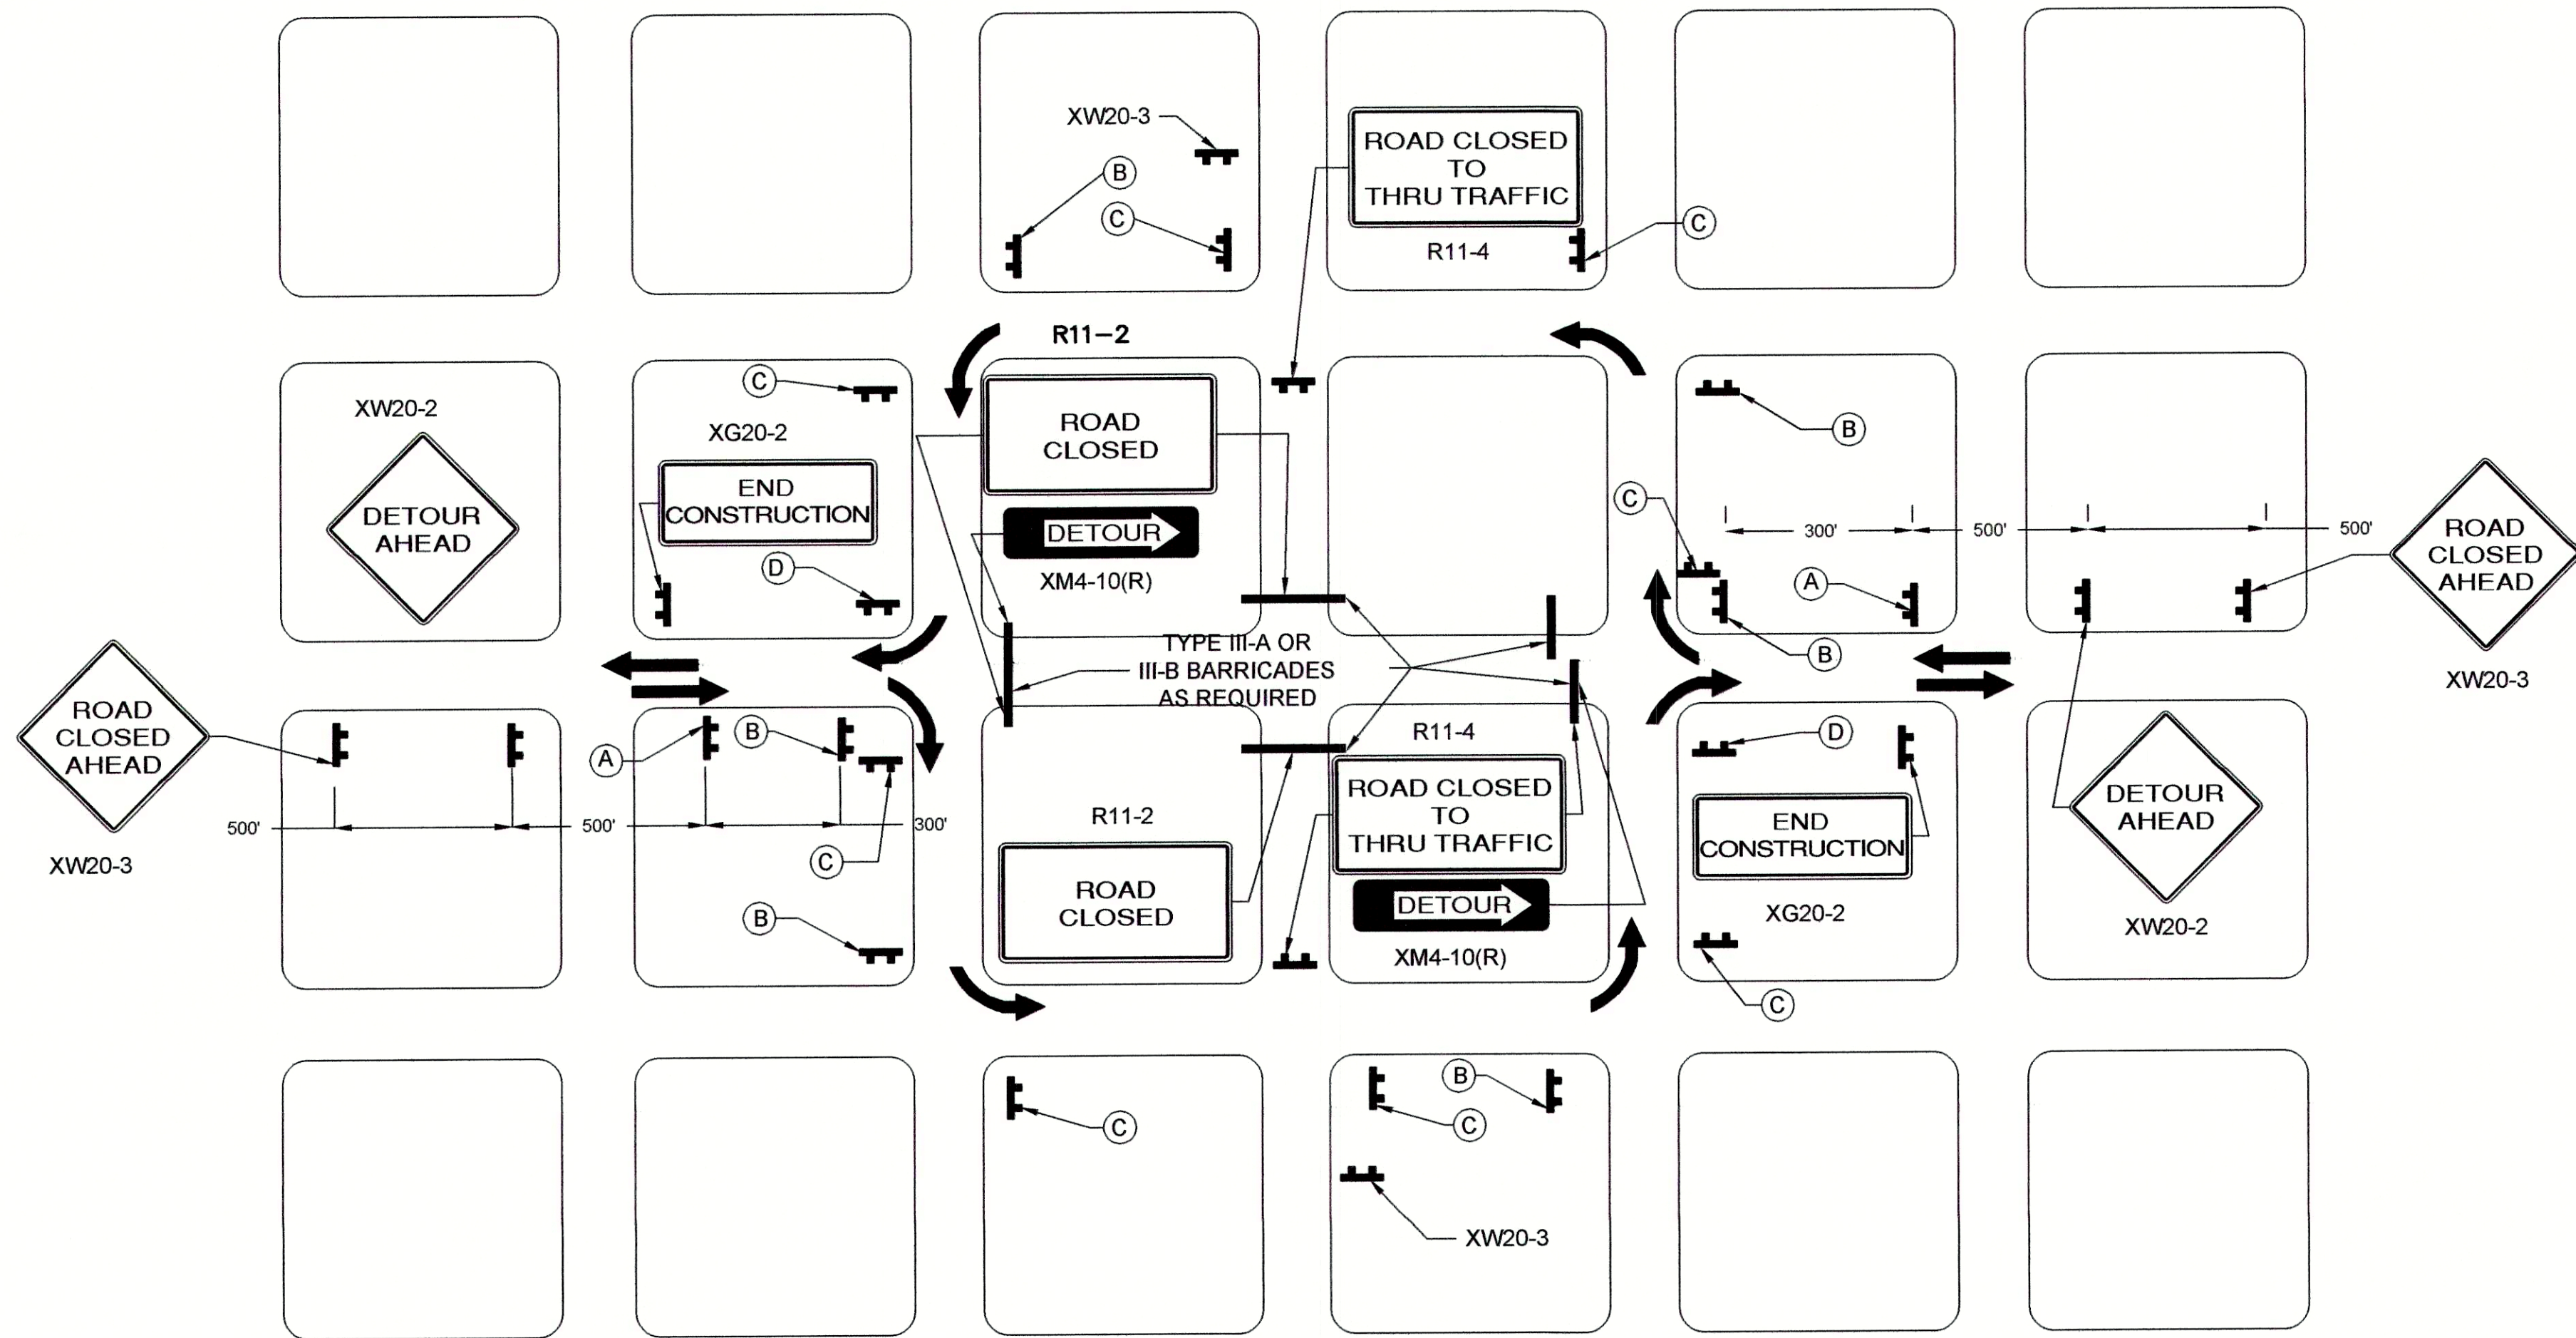 XW20-3
B
C
ROAD CLOSED
TO
THRU TRAFFIC
R11-4
C
R11-2
XW20-2
DETOUR
AHEAD
C
XG20-2
END
CONSTRUCTION
D
ROAD
CLOSED
DETOUR
XM4-10(R)
B
C
300'
500'
500'
A
B
ROAD
CLOSED
AHEAD
XW20-3
TYPE III-A OR
III-B BARRICADES
AS REQUIRED
ROAD
CLOSED
AHEAD
XW20-3
500'
500'
300'
A
B
C
B
R11-2
ROAD
CLOSED
R11-4
ROAD CLOSED
TO
THRU TRAFFIC
DETOUR
XM4-10(R)
D
END
CONSTRUCTION
XG20-2
C
DETOUR
AHEAD
XW20-2
C
B
C
XW20-3